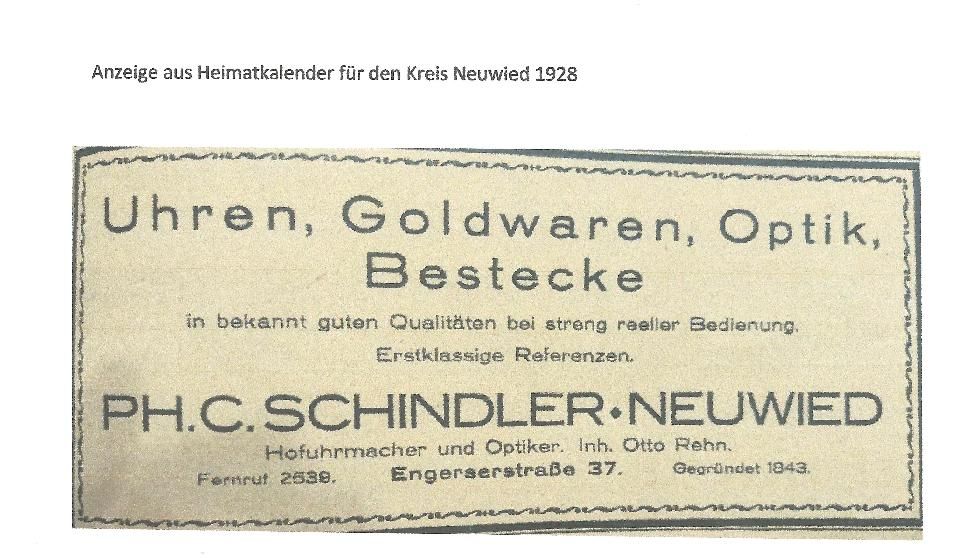 Anzeige aus Heimatkalender für den Kreis Neuwied 1928
Uhren, Goldwaren, Optik,
Bestecke
in bekannt guten Qualitäten bei streng reeller Bedienung.
Erstklassige Referenzen.
PH.C.SCHINDLER•NEUWIED
Hofuhrmacher und Optiker. Inh. Otto Rehn.
Fernruf 2539. Engerserstraße 37. Gegründet 1843.